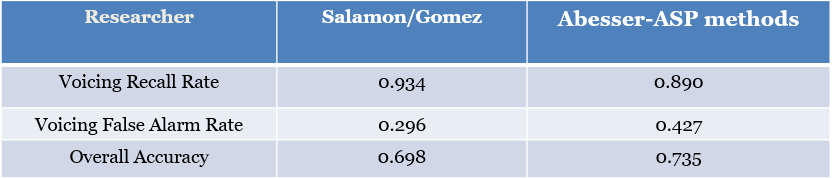 Researcher Salamon/Gomez Abesser-ASP methods
Voicing Recall Rate 0.934 0.890
Voicing False Alarm Rate 0.296 0.427
Overall Accuracy 0.698 0.735